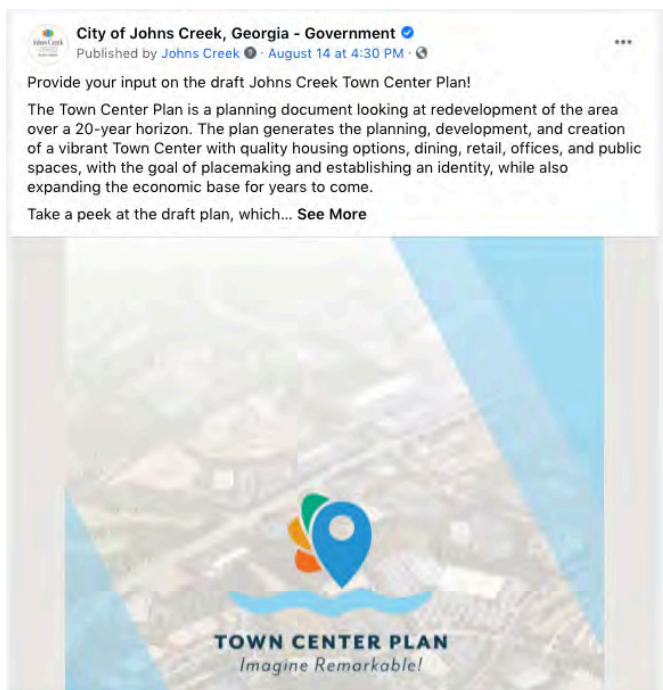 City of Johns Creek, Georgia - Government
Published by Johns Creek · August 14 at 4:30 PM ·
Provide your input on the draft Johns Creek Town Center Plan!
The Town Center Plan is a planning document looking at redevelopment of the area
over a 20-year horizon. The plan generates the planning, development, and creation
of a vibrant Town Center with quality housing options, dining, retail, offices, and public
spaces, with the goal of placemaking and establishing an identity, while also
expanding the economic base for years to come.
Take a peek at the draft plan, which... See More
TOWN CENTER PLAN
Imagine Remarkable!